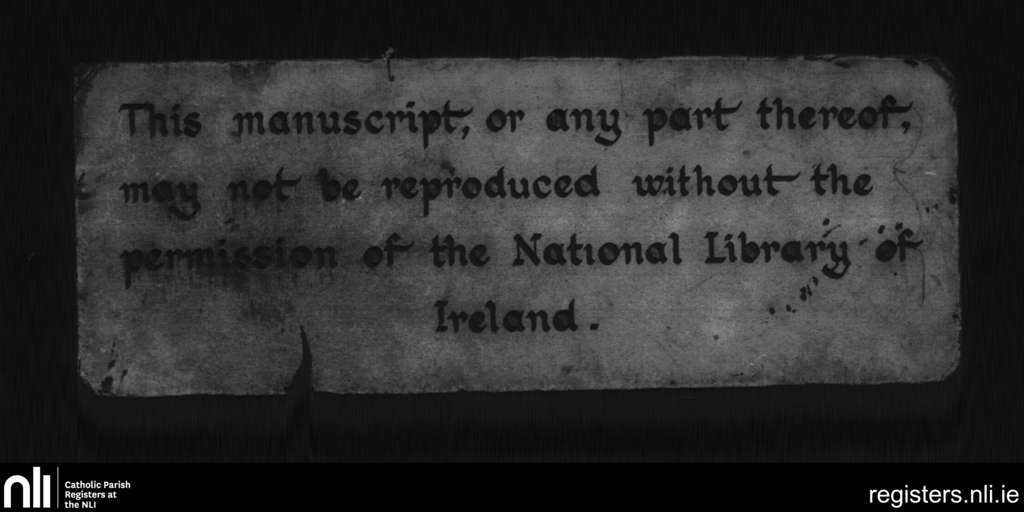 This manuscript, or any part thereof,
may not be reproduced without the
permission of the National Library of
Ireland.
nli
Catholic Parish
Registers at
the NLI
registers.nli.ie